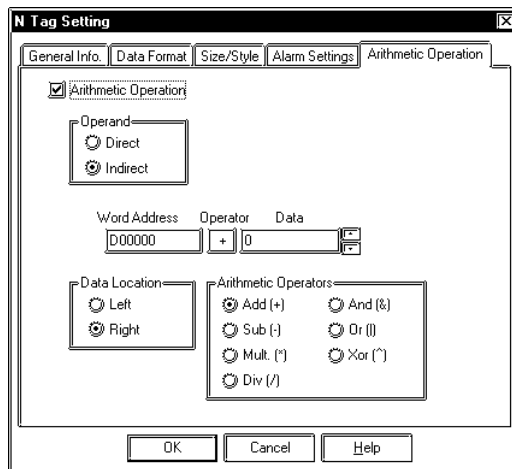 N Tag Setting
General Info. Data Format Size/Style Alarm Settings Arithmetic Operation
Arithmetic Operation
Operand
Direct
Indirect
Word Address Operator Data
D00000 + 0
Data Location
Left
Right
Arithmetic Operators
Add (+) And (&)
Sub (-) Or (|)
Mult. (*) Xor (^)
Div (/)
OK Cancel Help